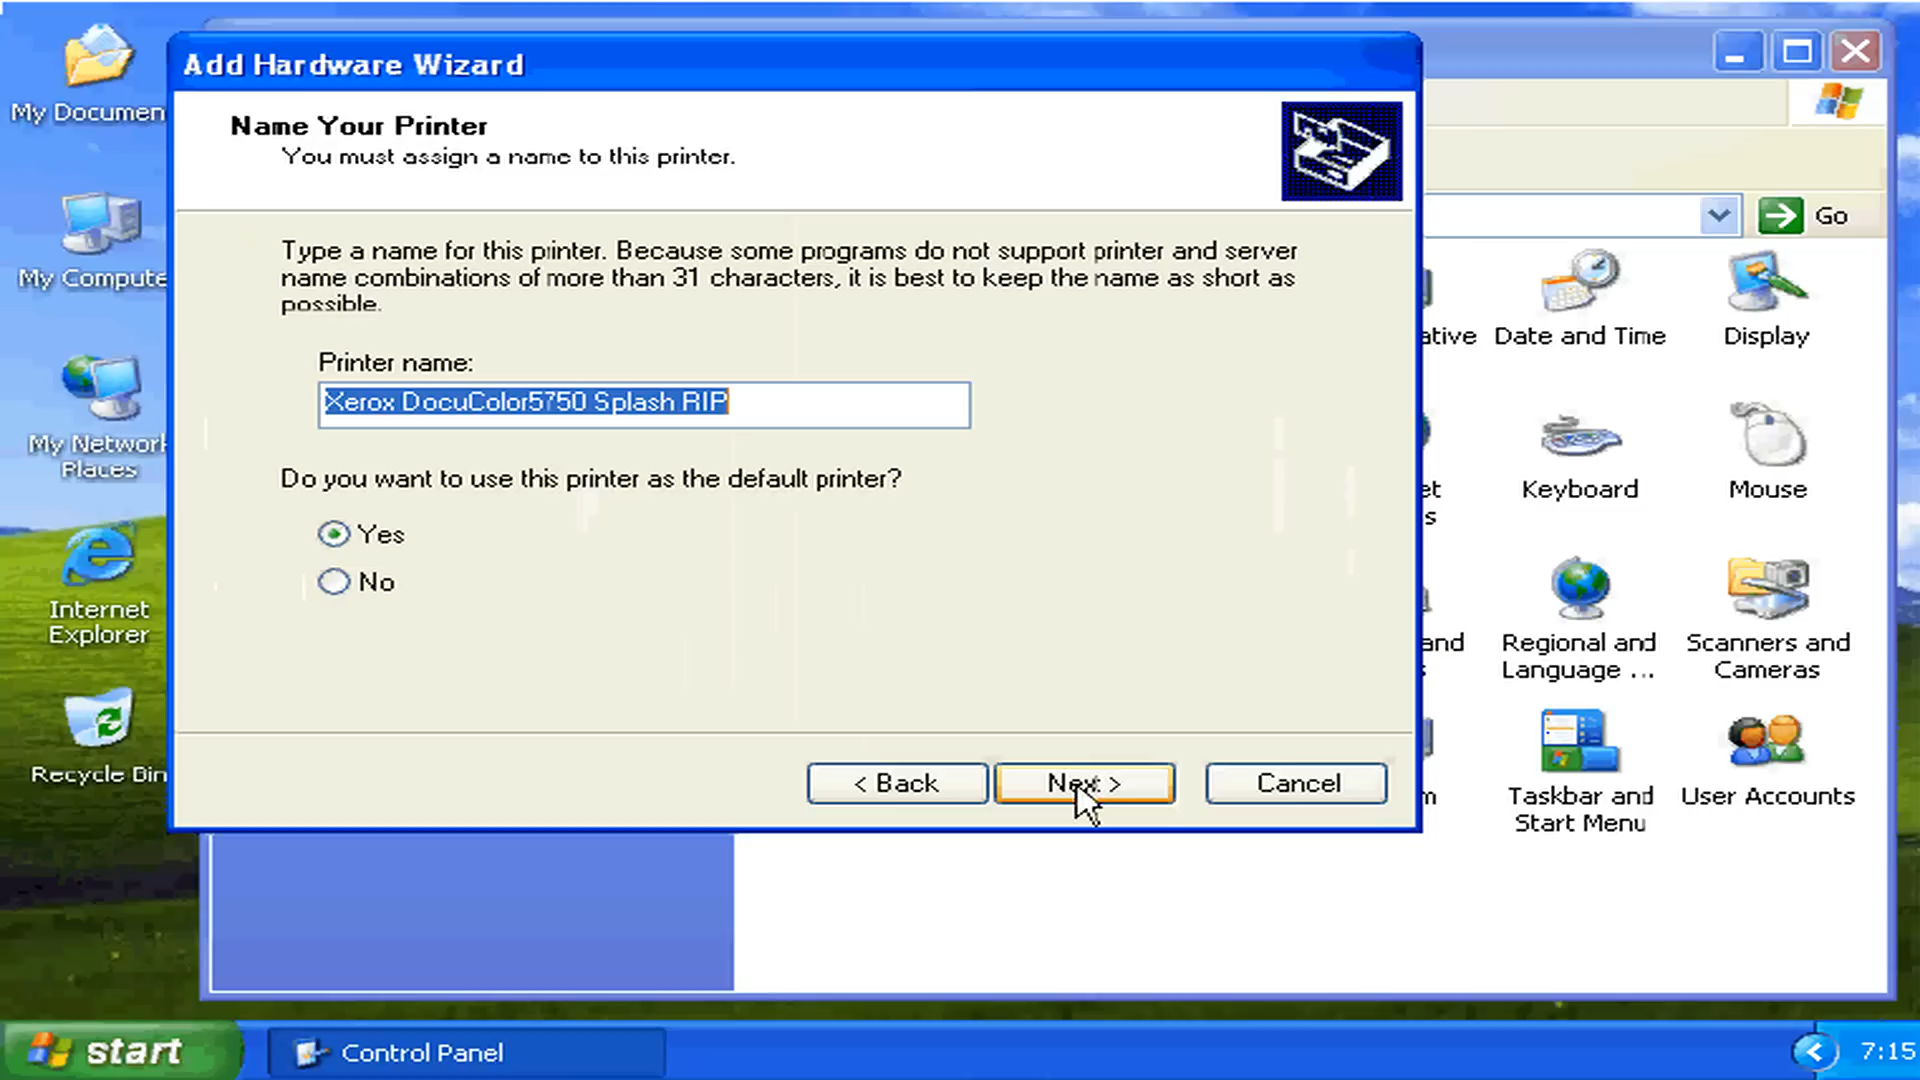 My Documen
My Compute
My Network
Places
Internet
Explorer
Recycle Bin
Add Hardware Wizard
Name Your Printer
You must assign a name to this printer.
Type a name for this printer. Because some programs do not support printer and server
name combinations of more than 31 characters, it is best to keep the name as short as
possible.
Printer name:
Xerox DocuColor5750 Splash RIP
Do you want to use this printer as the default printer?
Yes
No
< Back
Next >
Cancel
Go
ative
Date and Time
Display
et
s
Keyboard
Mouse
and
s
Regional and
Language ...
Scanners and
Cameras
m
Taskbar and
Start Menu
User Accounts
start
Control Panel
7:15